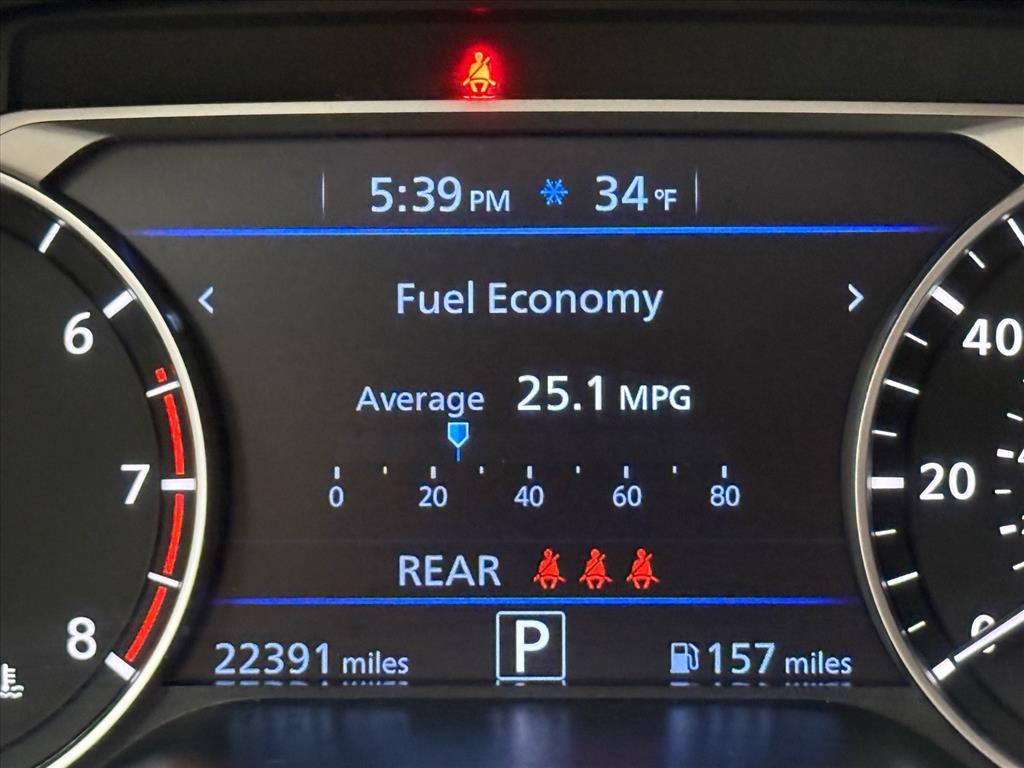 5:39 PM 34°F
< Fuel Economy >
Average 25.1 MPG
0 20 40 60 80
REAR
22391 miles P 157 miles
6
7
8
40
20
0